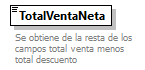 TotalVentaNeta
Se obtiene de la resta de los
campos total venta menos
total descuento